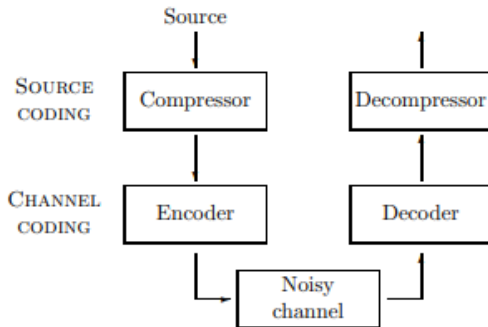 Source
SOURCE
CODING
Compressor
Decompressor
CHANNEL
CODING
Encoder
Decoder
Noisy
channel